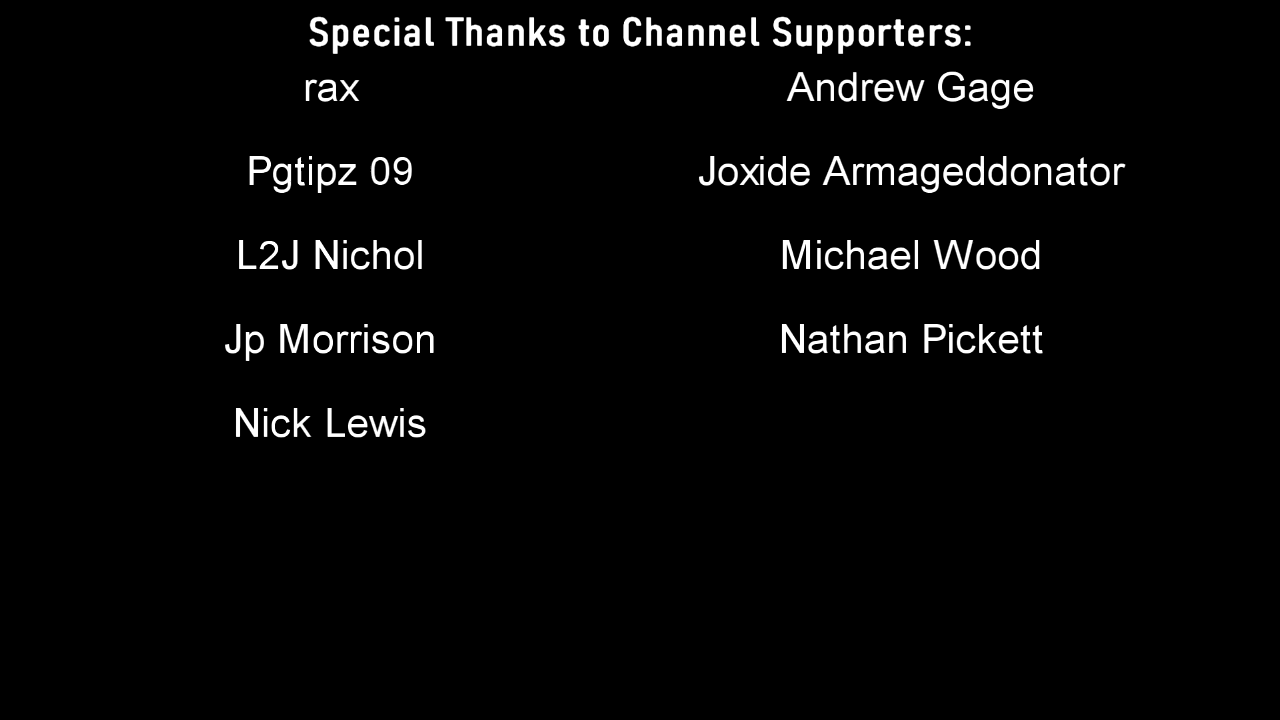 Special Thanks to Channel Supporters:
rax
Andrew Gage
Pgtipz 09
Joxide Armageddonator
L2J Nichol
Michael Wood
Jp Morrison
Nathan Pickett
Nick Lewis